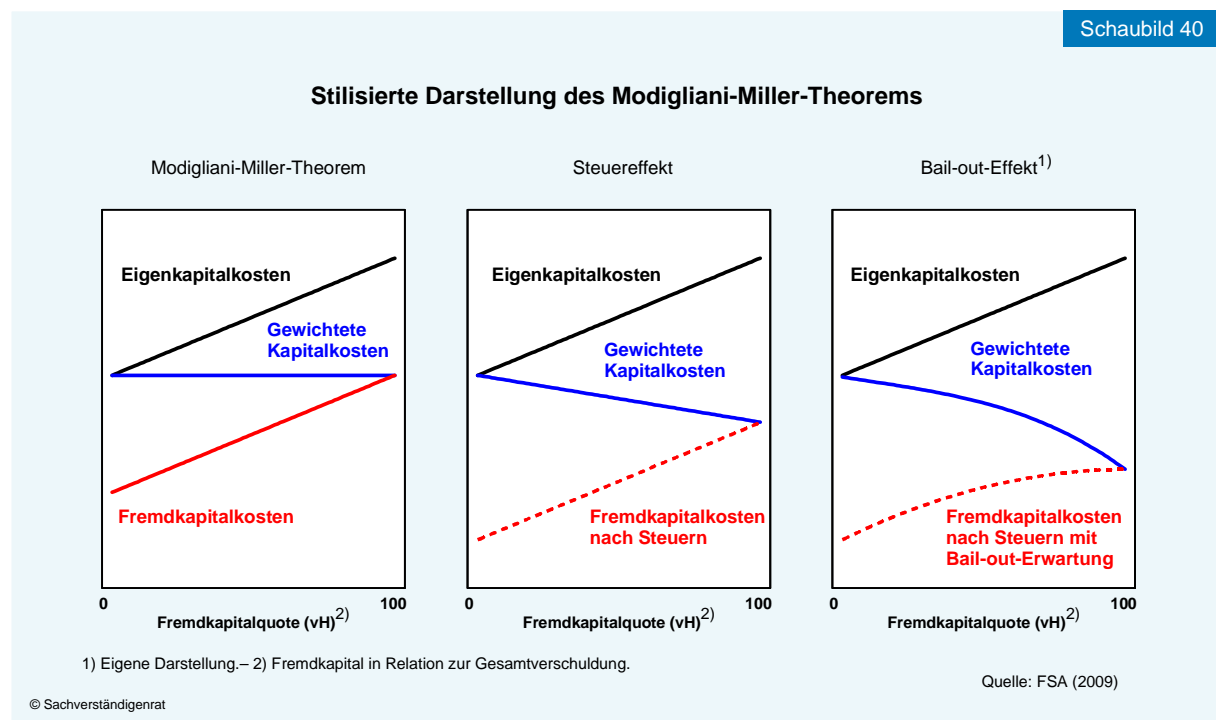 Schaubild 40
Stilisierte Darstellung des Modigliani-Miller-Theorems
Modigliani-Miller-Theorem
Eigenkapitalkosten
Gewichtete
Kapitalkosten
Fremdkapitalkosten
0
100
Fremdkapitalquote (vH)2)
Steuereffekt
Eigenkapitalkosten
Gewichtete
Kapitalkosten
Fremdkapitalkosten
nach Steuern
0
100
Fremdkapitalquote (vH)2)
Bail-out-Effekt1)
Eigenkapitalkosten
Gewichtete
Kapitalkosten
Fremdkapitalkosten
nach Steuern mit
Bail-out-Erwartung
0
100
Fremdkapitalquote (vH)2)
1) Eigene Darstellung.– 2) Fremdkapital in Relation zur Gesamtverschuldung.
Quelle: FSA (2009)
© Sachverständigenrat